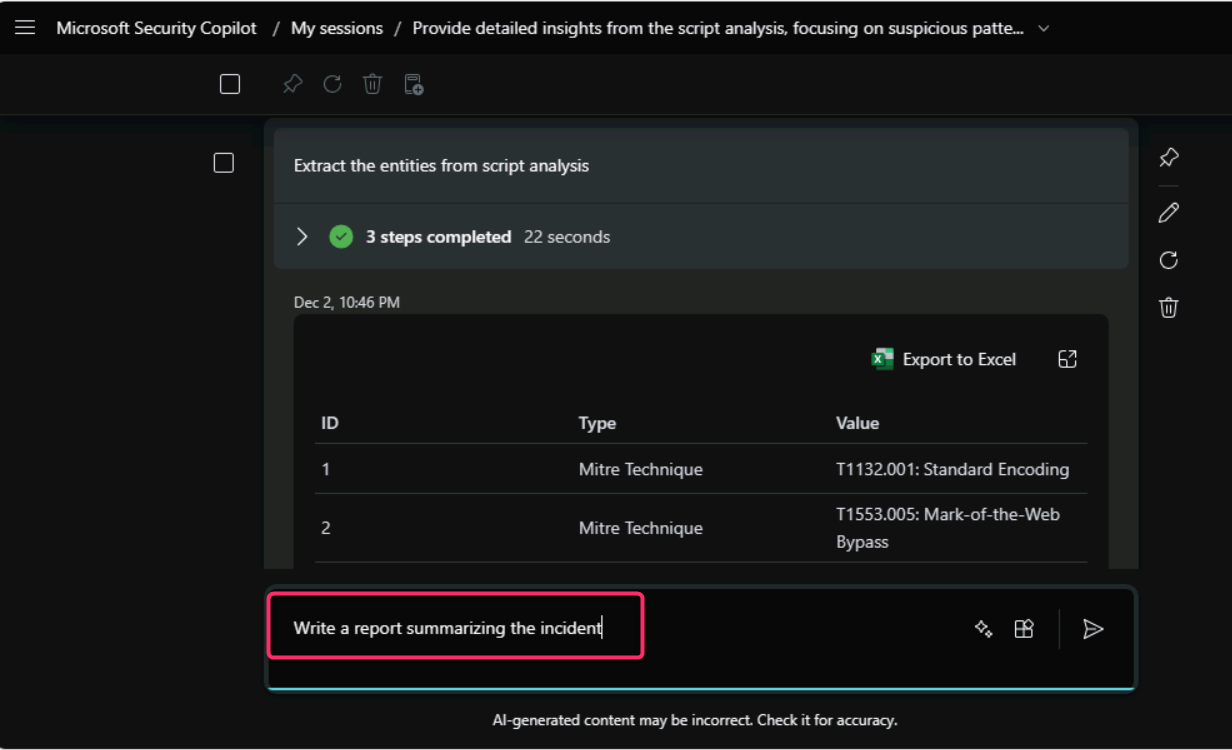 Microsoft Security Copilot / My sessions / Provide detailed insights from the script analysis, focusing on suspicious patte...
Extract the entities from script analysis
3 steps completed 22 seconds
Dec 2, 10:46 PM
Export to Excel
ID Type Value
1 Mitre Technique T1132.001: Standard Encoding
2 Mitre Technique T1553.005: Mark-of-the-Web
Bypass
Write a report summarizing the incident
AI-generated content may be incorrect. Check it for accuracy.